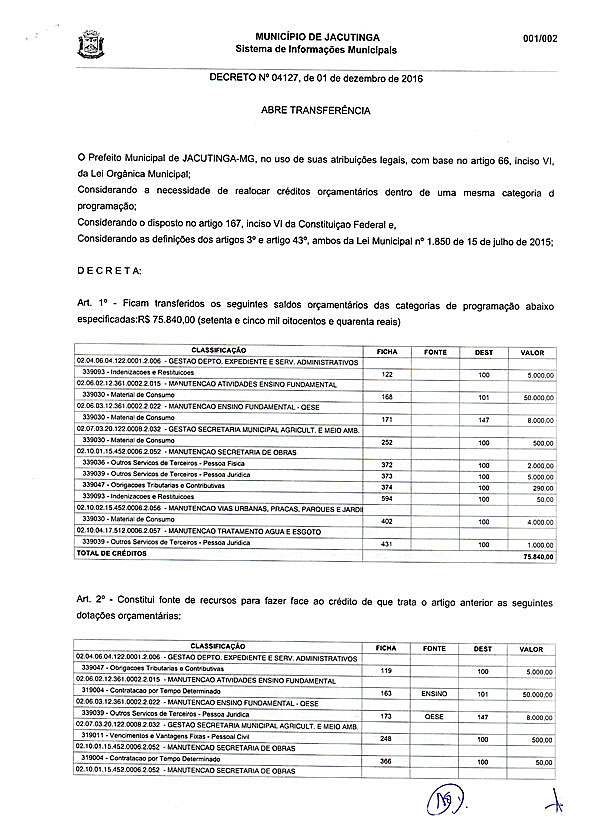 MUNICÍPIO DE JACUTINGA
001/002
Sistema de Informações Municipais
DECRETO Nº 04127, de 01 de dezembro de 2016
ABRE TRANSFERÊNCIA
O Prefeito Municipal de JACUTINGA-MG, no uso de suas atribuições legais, com base no artigo 66, inciso VI,
da Lei Orgânica Municipal;
Considerando a necessidade de realocar créditos orçamentários dentro de uma mesma categoria d
programação;
Considerando o disposto no artigo 167, inciso VI da Constituiçao Federal e,
Considerando as definições dos artigos 3º e artigo 43º, ambos da Lei Municipal nº 1.850 de 15 de julho de 2015;
D E C R E T A:
Art. 1º - Ficam transferidos os seguintes saldos orçamentários das categorias de programação abaixo
especificadas:R$ 75.840,00 (setenta e cinco mil oitocentos e quarenta reais)
CLASSIFICAÇÃO FICHA FONTE DEST VALOR
02.04.06.04.122.0001.2.006 - GESTAO DEPTO. EXPEDIENTE E SERV. ADMINISTRATIVOS
339093 - Indenizacoes e Restituicoes 122 100 5.000,00
02.06.02.12.361.0002.2.015 - MANUTENCAO ATIVIDADES ENSINO FUNDAMENTAL
339030 - Material de Consumo 168 101 50.000,00
02.06.03.12.361.0002.2.022 - MANUTENCAO ENSINO FUNDAMENTAL - QESE
339030 - Material de Consumo 171 147 8.000,00
02.07.03.20.122.0008.2.032 - GESTAO SECRETARIA MUNICIPAL AGRICULT. E MEIO AMB.
339030 - Material de Consumo 252 100 500,00
02.10.01.15.452.0006.2.052 - MANUTENCAO SECRETARIA DE OBRAS
339036 - Outros Servicos de Terceiros - Pessoa Fisica 372 100 2.000,00
339039 - Outros Servicos de Terceiros - Pessoa Juridica 373 100 5.000,00
339047 - Obrigacoes Tributarias e Contributivas 374 100 290,00
339093 - Indenizacoes e Restituicoes 594 100 50,00
02.10.02.15.452.0006.2.056 - MANUTENCAO VIAS URBANAS, PRACAS, PARQUES E JARDI
339030 - Material de Consumo 402 100 4.000,00
02.10.04.17.512.0006.2.057 - MANUTENCAO TRATAMENTO AGUA E ESGOTO
339039 - Outros Servicos de Terceiros - Pessoa Juridica 431 100 1.000,00
TOTAL DE CRÉDITOS 75.840,00
Art. 2º - Constitui fonte de recursos para fazer face ao crédito de que trata o artigo anterior as seguintes
dotações orçamentárias:
CLASSIFICAÇÃO FICHA FONTE DEST VALOR
02.04.06.04.122.0001.2.006 - GESTAO DEPTO. EXPEDIENTE E SERV. ADMINISTRATIVOS
339047 - Obrigacoes Tributarias e Contributivas 119 100 5.000,00
02.06.02.12.361.0002.2.015 - MANUTENCAO ATIVIDADES ENSINO FUNDAMENTAL
319004 - Contratacao por Tempo Determinado 163 ENSINO 101 50.000,00
02.06.03.12.361.0002.2.022 - MANUTENCAO ENSINO FUNDAMENTAL - QESE
339039 - Outros Servicos de Terceiros - Pessoa Juridica 173 QESE 147 8.000,00
02.07.03.20.122.0008.2.032 - GESTAO SECRETARIA MUNICIPAL AGRICULT. E MEIO AMB.
319011 - Vencimentos e Vantagens Fixas - Pessoal Civil 248 100 500,00
02.10.01.15.452.0006.2.052 - MANUTENCAO SECRETARIA DE OBRAS
319004 - Contratacao por Tempo Determinado 366 100 50,00
02.10.01.15.452.0006.2.052 - MANUTENCAO SECRETARIA DE OBRAS